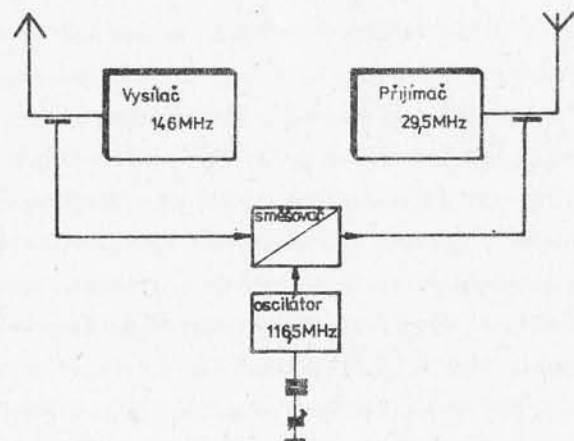 Vysílač
146MHz
Přijímač
29,5MHz
směšovač
oscilátor
116,5MHz